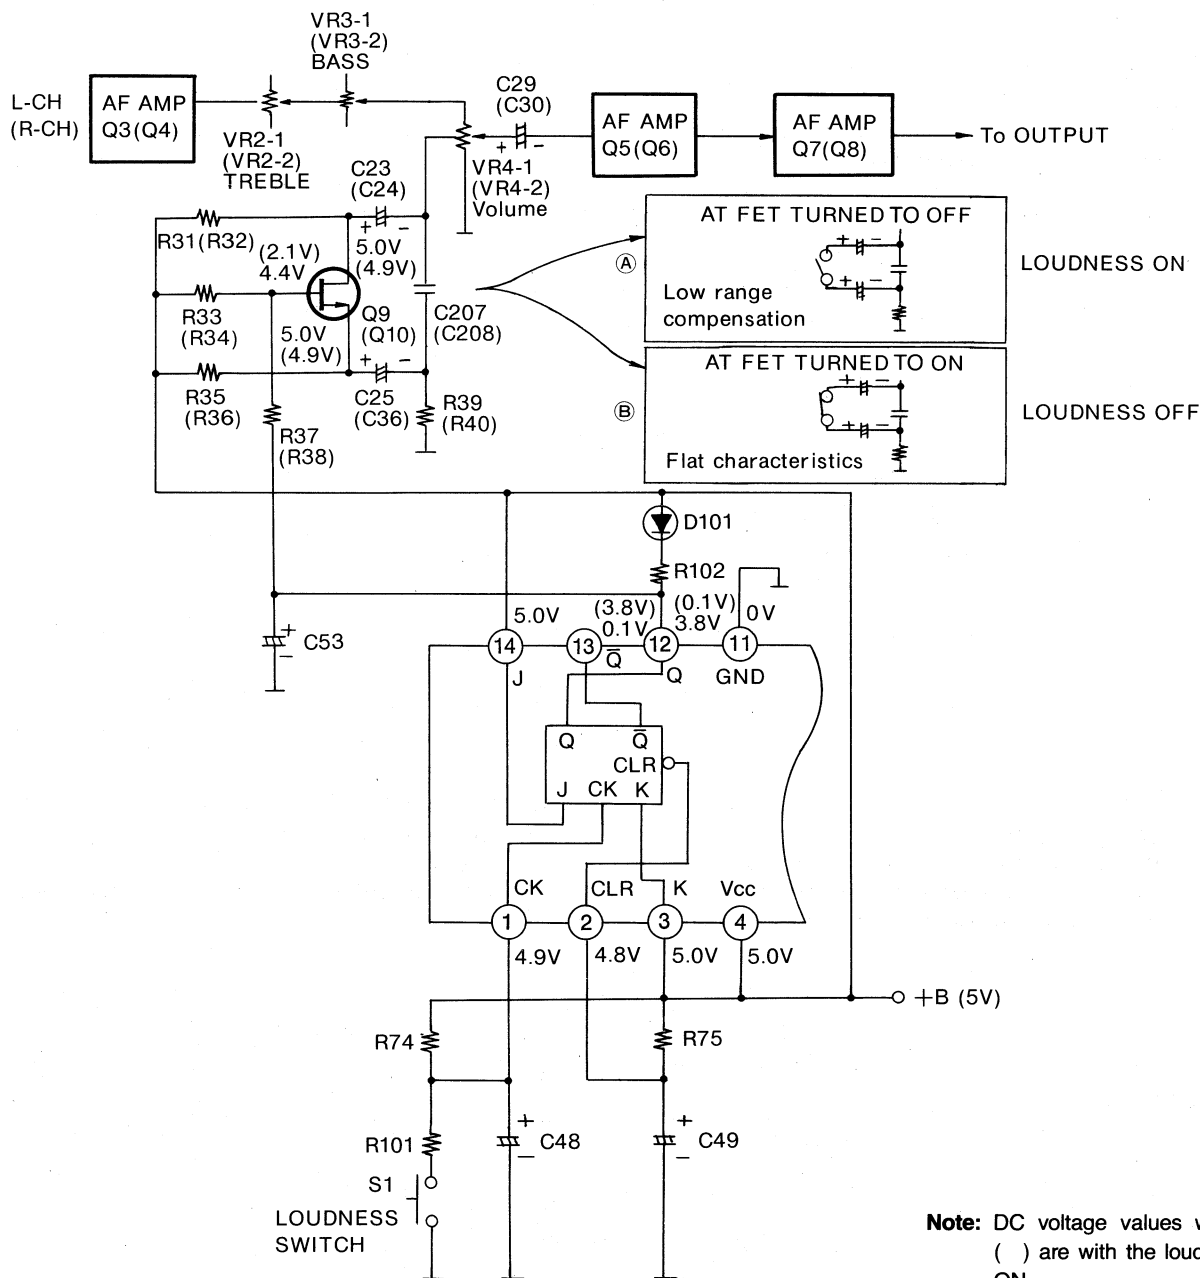 VR3-1
(VR3-2)
BASS
L-CH
(R-CH)
AF AMP
Q3(Q4)
VR2-1
(VR2-2)
TREBLE
C29
(C30)
+ -
VR4-1
(VR4-2)
Volume
AF AMP
Q5(Q6)
AF AMP
Q7(Q8)
To OUTPUT
C23
(C24)
+ -
R31(R32)
(2.1V)
4.4V
5.0V
(4.9V)
R33
(R34)
Q9
(Q10)
C207
(C208)
5.0V
(4.9V)
+ -
R35
(R36)
C25
(C36)
R39
(R40)
R37
(R38)
AT FET TURNED TO OFF
+ -
+ -
Low range
compensation
A
LOUDNESS ON
AT FET TURNED TO ON
+ -
+ -
Flat characteristics
B
LOUDNESS OFF
D101
R102
+
-
C53
5.0V
(3.8V)
0.1V
(0.1V)
3.8V
0V
14
13
12
11
J
Q̅
Q
GND
Q
Q̅
CLR
J
CK
K
CK
CLR
K
Vcc
1
2
3
4
4.9V
4.8V
5.0V
5.0V
+B (5V)
R74
R75
R101
+
-
C48
+
-
C49
S1
LOUDNESS
SWITCH
Note: DC voltage values
( ) are with the